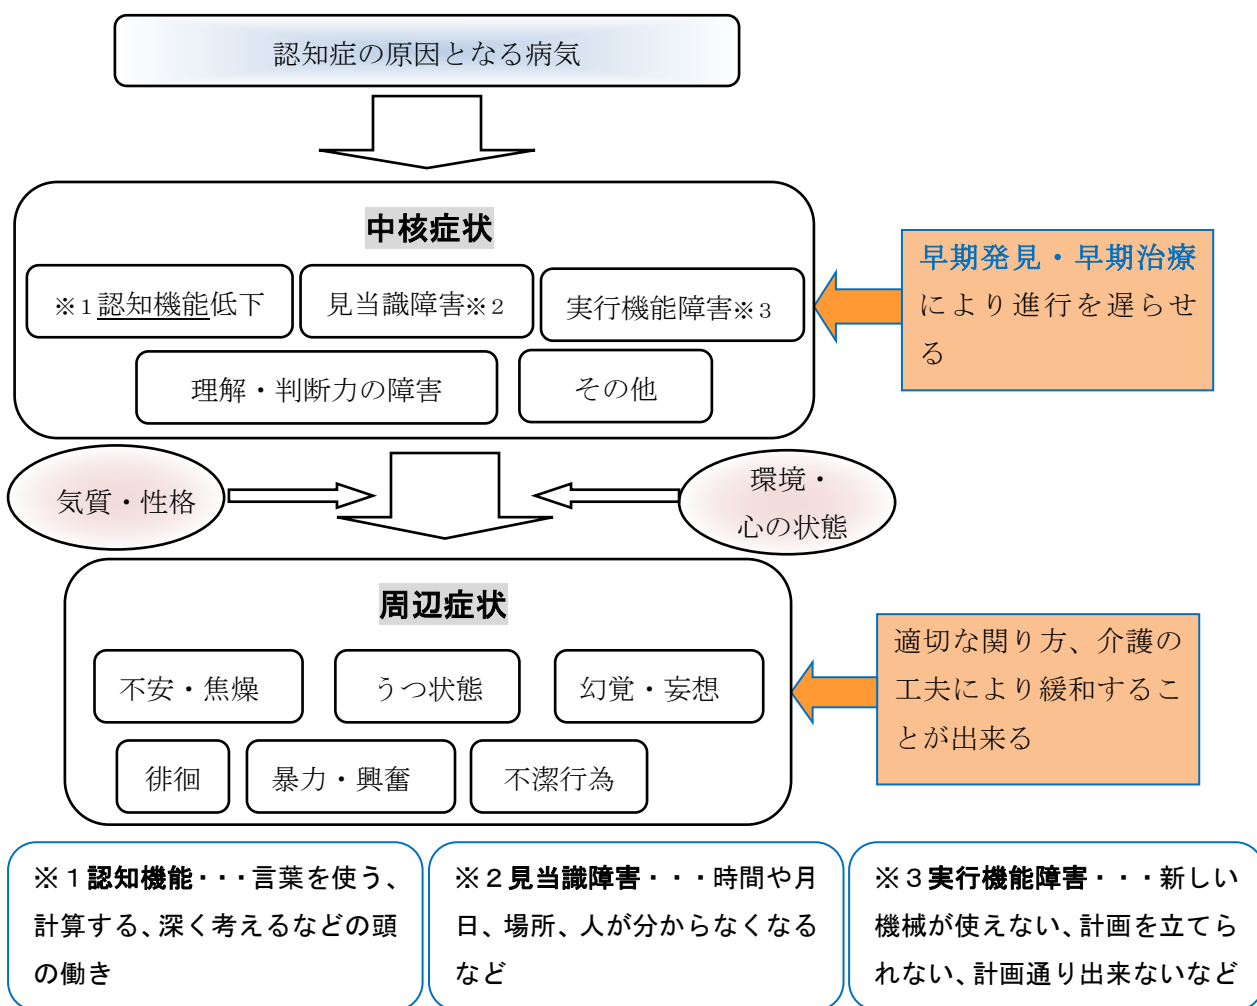 認知症の原因となる病気
中核症状
※1認知機能低下
見当識障害※2
実行機能障害※3
理解・判断力の障害
その他
早期発見・早期治療
により進行を遅らせ
る
気質・性格
環境・
心の状態
周辺症状
不安・焦燥
うつ状態
幻覚・妄想
徘徊
暴力・興奮
不潔行為
適切な関り方、介護の
工夫により緩和するこ
とが出来る
※１認知機能・・・言葉を使う、
計算する、深く考えるなどの頭
の働き
※２見当識障害・・・時間や月
日、場所、人が分からなくなる
など
※３実行機能障害・・・新しい
機械が使えない、計画を立てら
れない、計画通り出来ないなど